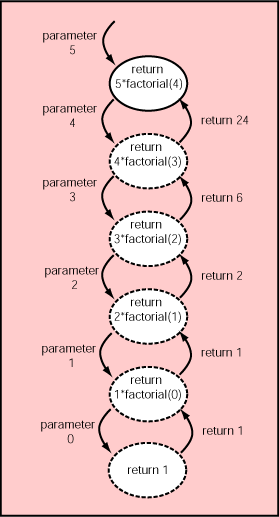 parameter
5
return
5*factorial(4)
parameter
4
return 24
return
4*factorial(3)
parameter
3
return 6
return
3*factorial(2)
parameter
2
return 2
return
2*factorial(1)
parameter
1
return 1
return
1*factorial(0)
parameter
0
return 1
return 1